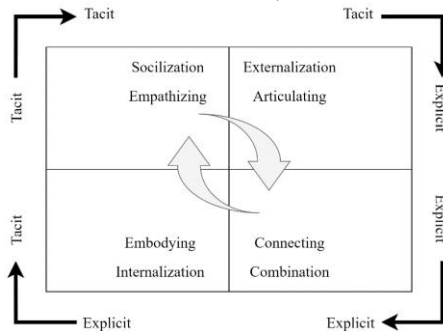 Tacit
Tacit
Tacit
Explicit
Socilization
Empathizing
Externalization
Articulating
Tacit
Explicit
Embodying
Internalization
Connecting
Combination
Explicit
Explicit